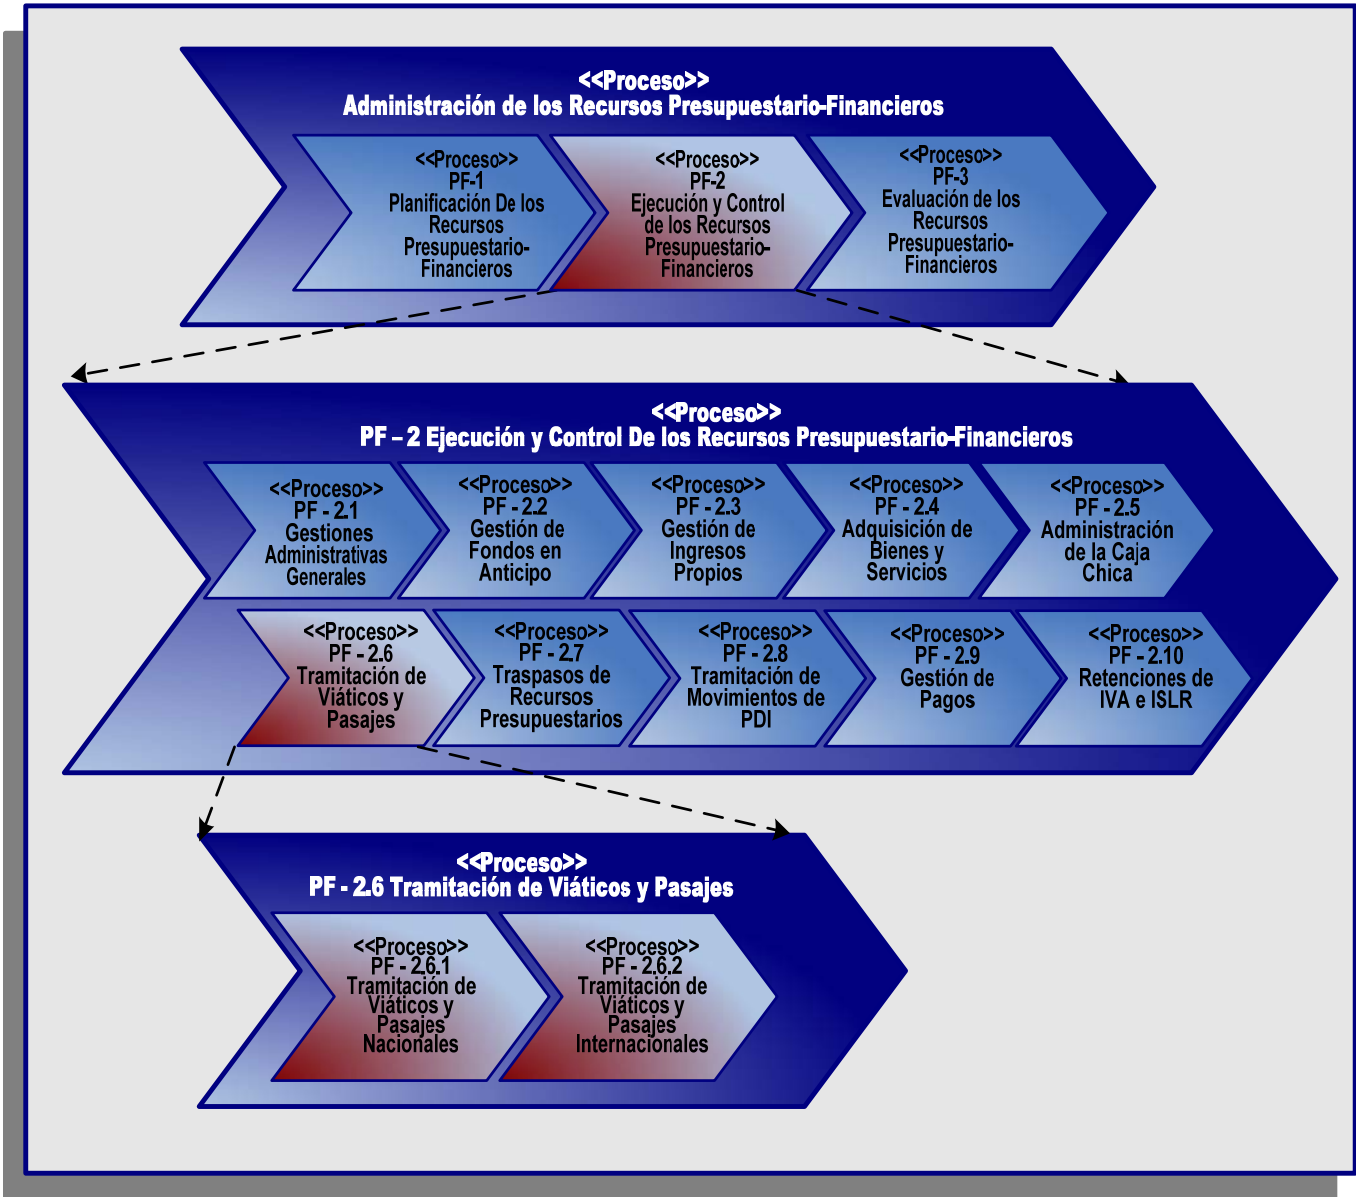 <<Proceso>>
Administración de los Recursos Presupuestario-Financieros
<<Proceso>>
PF-1
Planificación De los
Recursos
Presupuestario-
Financieros
<<Proceso>>
PF-2
Ejecución y Control
de los Recursos
Presupuestario-
Financieros
<<Proceso>>
PF-3
Evaluación de los
Recursos
Presupuestario-
Financieros
<<Proceso>>
PF – 2 Ejecución y Control De los Recursos Presupuestario-Financieros
<<Proceso>>
PF - 2.1
Gestiones
Administrativas
Generales
<<Proceso>>
PF - 2.2
Gestión de
Fondos en
Anticipo
<<Proceso>>
PF - 2.3
Gestión de
Ingresos
Propios
<<Proceso>>
PF - 2.4
Adquisición de
Bienes y
Servicios
<<Proceso>>
PF - 2.5
Administración
de la Caja
Chica
<<Proceso>>
PF - 2.6
Tramitación de
Viáticos y
Pasajes
<<Proceso>>
PF - 2.7
Traspasos de
Recursos
Presupuestarios
<<Proceso>>
PF - 2.8
Tramitación de
Movimientos de
PDI
<<Proceso>>
PF - 2.9
Gestión de
Pagos
<<Proceso>>
PF - 2.10
Retenciones de
IVA e ISLR
<<Proceso>>
PF - 2.6 Tramitación de Viáticos y Pasajes
<<Proceso>>
PF - 2.6.1
Tramitación de
Viáticos y
Pasajes
Nacionales
<<Proceso>>
PF - 2.6.2
Tramitación de
Viáticos y
Pasajes
Internacionales